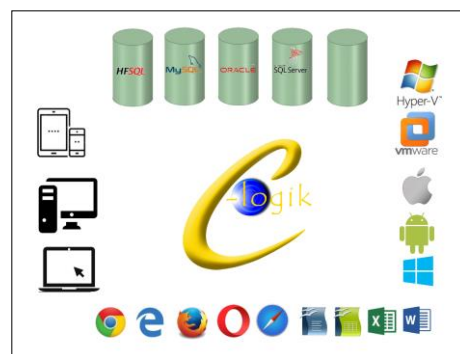 HFSQL
MySQL
ORACLE
SQL Server
Hyper-V
vmware
C-logik